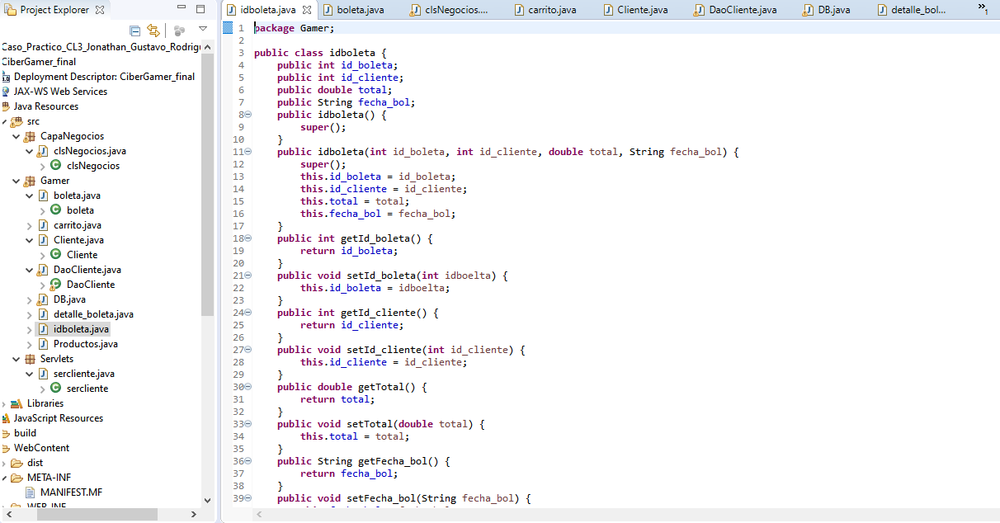 Project Explorer
Caso_Practico_CL3_Jonathan_Gustavo_Rodrig
CiberGamer_final
Deployment Descriptor: CiberGamer_final
JAX-WS Web Services
Java Resources
src
CapaNegocios
clsNegocios.java
clsNegocios
Gamer
boleta.java
boleta
carrito.java
Cliente.java
Cliente
DaoCliente.java
DaoCliente
DB.java
detalle_boleta.java
idboleta.java
Productos.java
Servlets
sercliente.java
sercliente
Libraries
JavaScript Resources
build
WebContent
dist
META-INF
MANIFEST.MF
WEB-INF
idboleta.java boleta.java clsNegocios.... carrito.java Cliente.java DaoCliente.java DB.java detalle_bol... »1
1 package Gamer;
2
3 public class idboleta {
4 public int id_boleta;
5 public int id_cliente;
6 public double total;
7 public String fecha_bol;
8 public idboleta() {
9 super();
10 }
11 public idboleta(int id_boleta, int id_cliente, double total, String fecha_bol) {
12 super();
13 this.id_boleta = id_boleta;
14 this.id_cliente = id_cliente;
15 this.total = total;
16 this.fecha_bol = fecha_bol;
17 }
18 public int getId_boleta() {
19 return id_boleta;
20 }
21 public void setId_boleta(int idboelta) {
22 this.id_boleta = idboelta;
23 }
24 public int getId_cliente() {
25 return id_cliente;
26 }
27 public void setId_cliente(int id_cliente) {
28 this.id_cliente = id_cliente;
29 }
30 public double getTotal() {
31 return total;
32 }
33 public void setTotal(double total) {
34 this.total = total;
35 }
36 public String getFecha_bol() {
37 return fecha_bol;
38 }
39 public void setFecha_bol(String fecha_bol) {